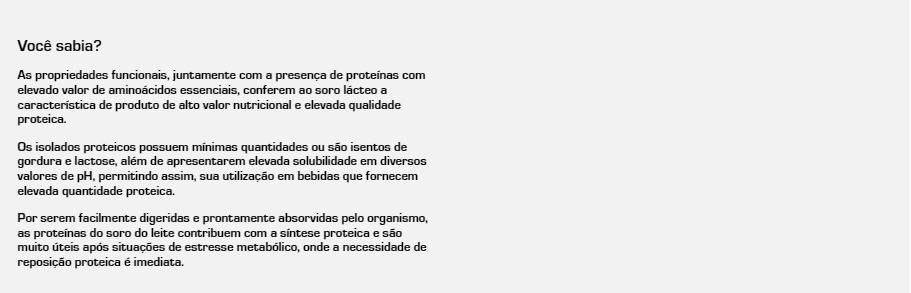 Você sabia?
As propriedades funcionais, juntamente com a presença de proteínas com
elevado valor de aminoácidos essenciais, conferem ao soro lácteo a
característica de produto de alto valor nutricional e elevada qualidade
proteica.
Os isolados proteicos possuem mínimas quantidades ou são isentos de
gordura e lactose, além de apresentarem elevada solubilidade em diversos
valores de pH, permitindo assim, sua utilização em bebidas que fornecem
elevada quantidade proteica.
Por serem facilmente digeridas e prontamente absorvidas pelo organismo,
as proteínas do soro do leite contribuem com a síntese proteica e são
muito úteis após situações de estresse metabólico, onde a necessidade de
reposição proteica é imediata.